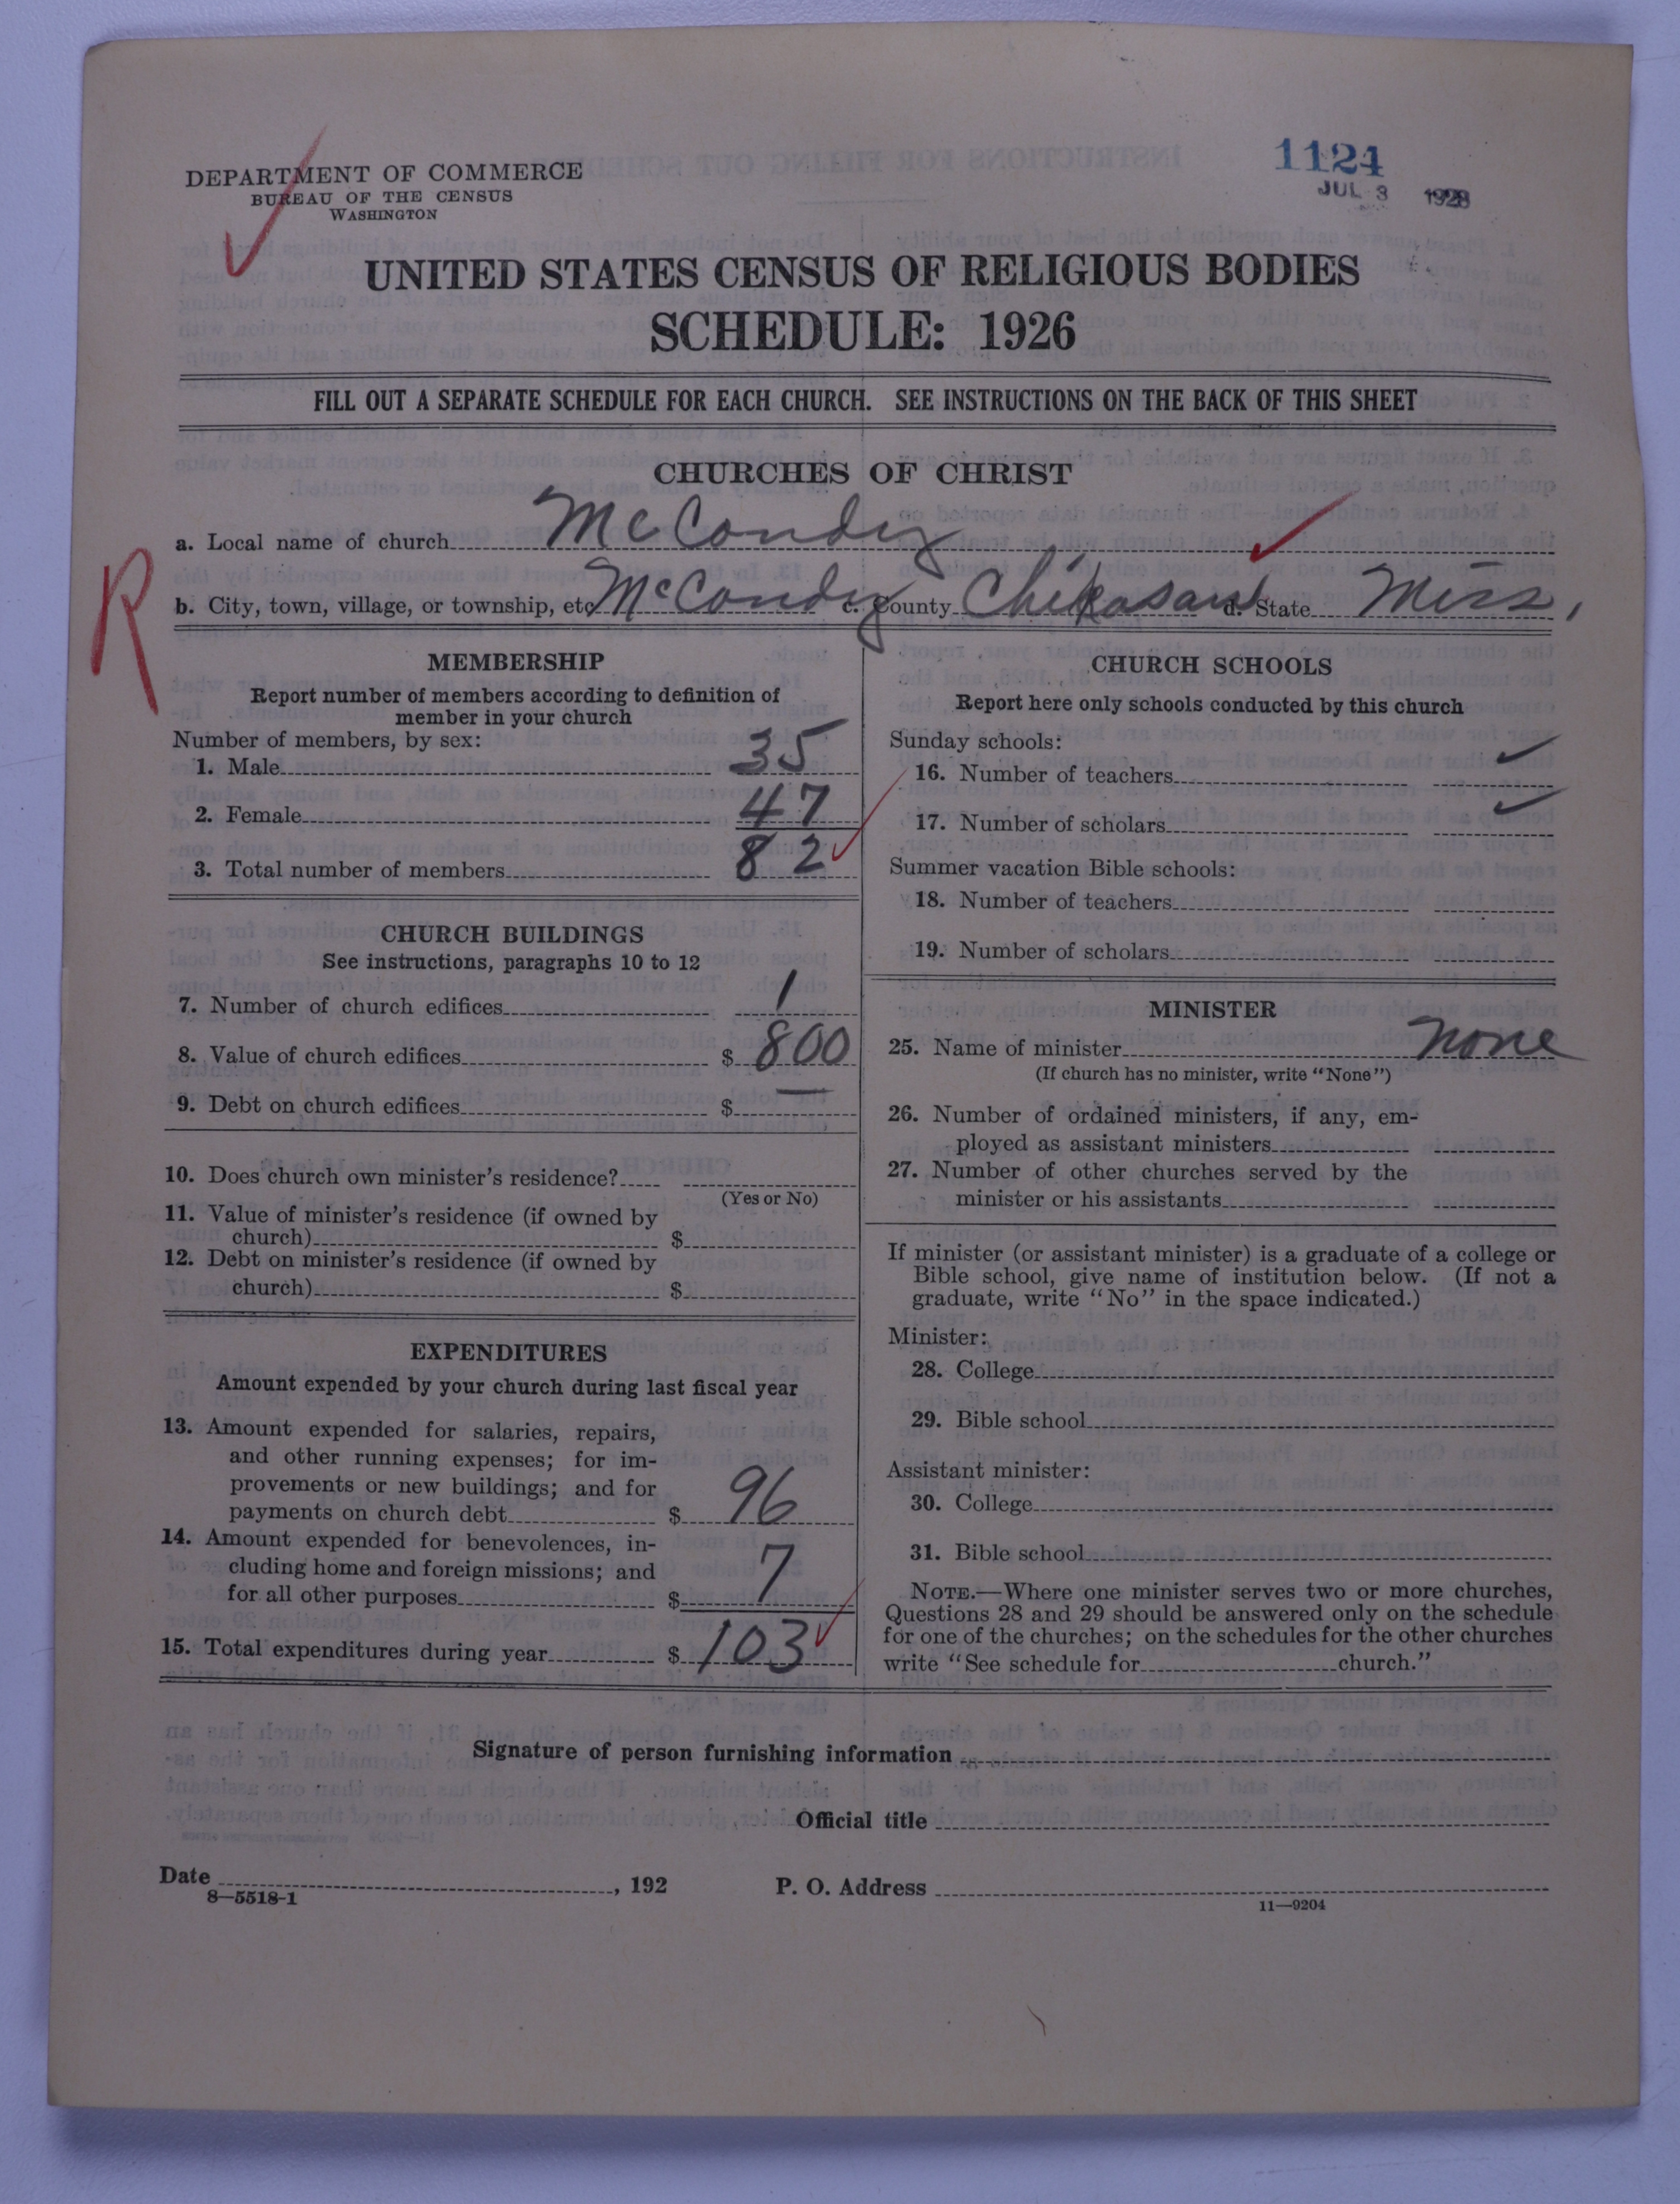 1124
JUL 3 1928
DEPARTMENT OF COMMERCE
BUREAU OF THE CENSUS
WASHINGTON
UNITED STATES CENSUS OF RELIGIOUS BODIES
SCHEDULE: 1926
FILL OUT A SEPARATE SCHEDULE FOR EACH CHURCH. SEE INSTRUCTIONS ON THE BACK OF THIS SHEET
CHURCHES OF CHRIST
a. Local name of church McCondy
R
b. City, town, village, or township, etc McCondy c. County Chikasaw d. State Miss,
MEMBERSHIP
Report number of members according to definition of
member in your church
Number of members, by sex:
1. Male 35
2. Female 47
3. Total number of members 82
CHURCH BUILDINGS
See instructions, paragraphs 10 to 12
7. Number of church edifices 1
8. Value of church edifices $ 800
9. Debt on church edifices $ —
10. Does church own minister's residence?
(Yes or No)
11. Value of minister's residence (if owned by
church) $
12. Debt on minister's residence (if owned by
church) $
EXPENDITURES
Amount expended by your church during last fiscal year
13. Amount expended for salaries, repairs,
and other running expenses; for im-
provements or new buildings; and for
payments on church debt $ 96
14. Amount expended for benevolences, in-
cluding home and foreign missions; and
for all other purposes $ 7
15. Total expenditures during year $ 103
CHURCH SCHOOLS
Report here only schools conducted by this church
Sunday schools:
16. Number of teachers ✓
17. Number of scholars ✓
Summer vacation Bible schools:
18. Number of teachers
19. Number of scholars
MINISTER
25. Name of minister none
(If church has no minister, write "None")
26. Number of ordained ministers, if any, em-
ployed as assistant ministers
27. Number of other churches served by the
minister or his assistants
If minister (or assistant minister) is a graduate of a college or
Bible school, give name of institution below. (If not a
graduate, write "No" in the space indicated.)
Minister:
28. College
29. Bible school
Assistant minister:
30. College
31. Bible school
NOTE.—Where one minister serves two or more churches,
Questions 28 and 29 should be answered only on the schedule
for one of the churches; on the schedules for the other churches
write "See schedule for church."
Signature of person furnishing information
Official title
Date , 192 P. O. Address
8—5518-1
11—9204